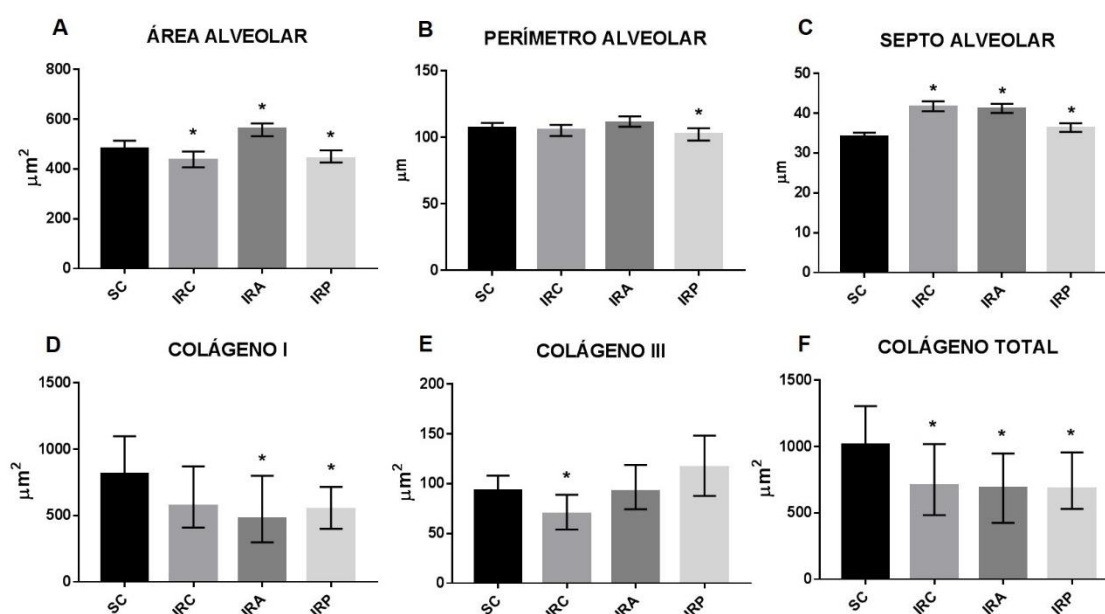 A
ÁREA ALVEOLAR
800
600
400
200
0
µm²
*
*
*
SC
IRC
IRA
IRP
B
PERÍMETRO ALVEOLAR
150
100
50
0
µm
*
SC
IRC
IRA
IRP
C
SEPTO ALVEOLAR
50
40
30
20
10
0
µm
*
*
*
SC
IRC
IRA
IRP
D
COLÁGENO I
1000
500
0
µm²
*
*
SC
IRC
IRA
IRP
E
COLÁGENO III
200
150
100
50
0
µm²
*
SC
IRC
IRA
IRP
F
COLÁGENO TOTAL
1500
1000
500
0
µm²
*
*
*
SC
IRC
IRA
IRP